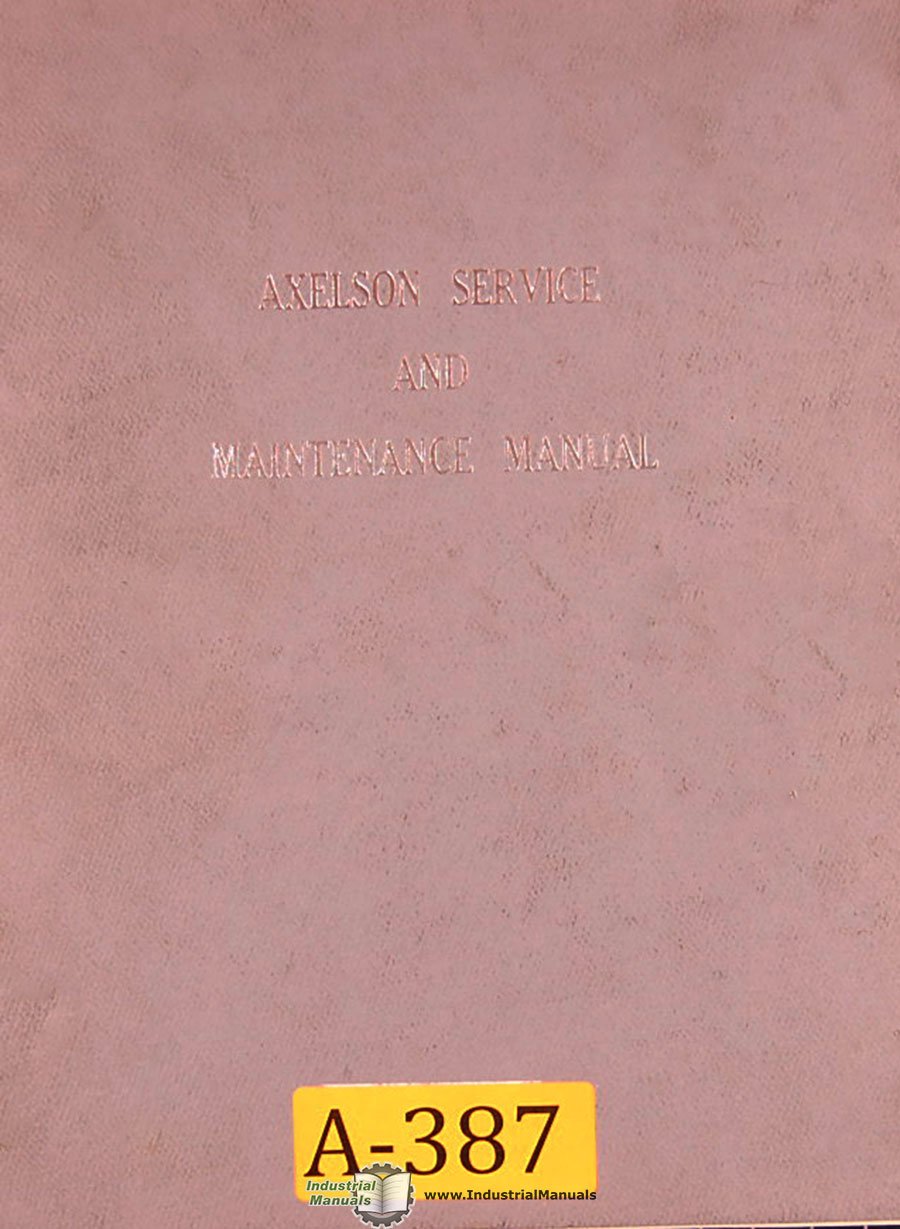 AXELSON SERVICE
AND
MAINTENANCE MANUAL
A-387
Industrial
Manuals
www.IndustrialManuals